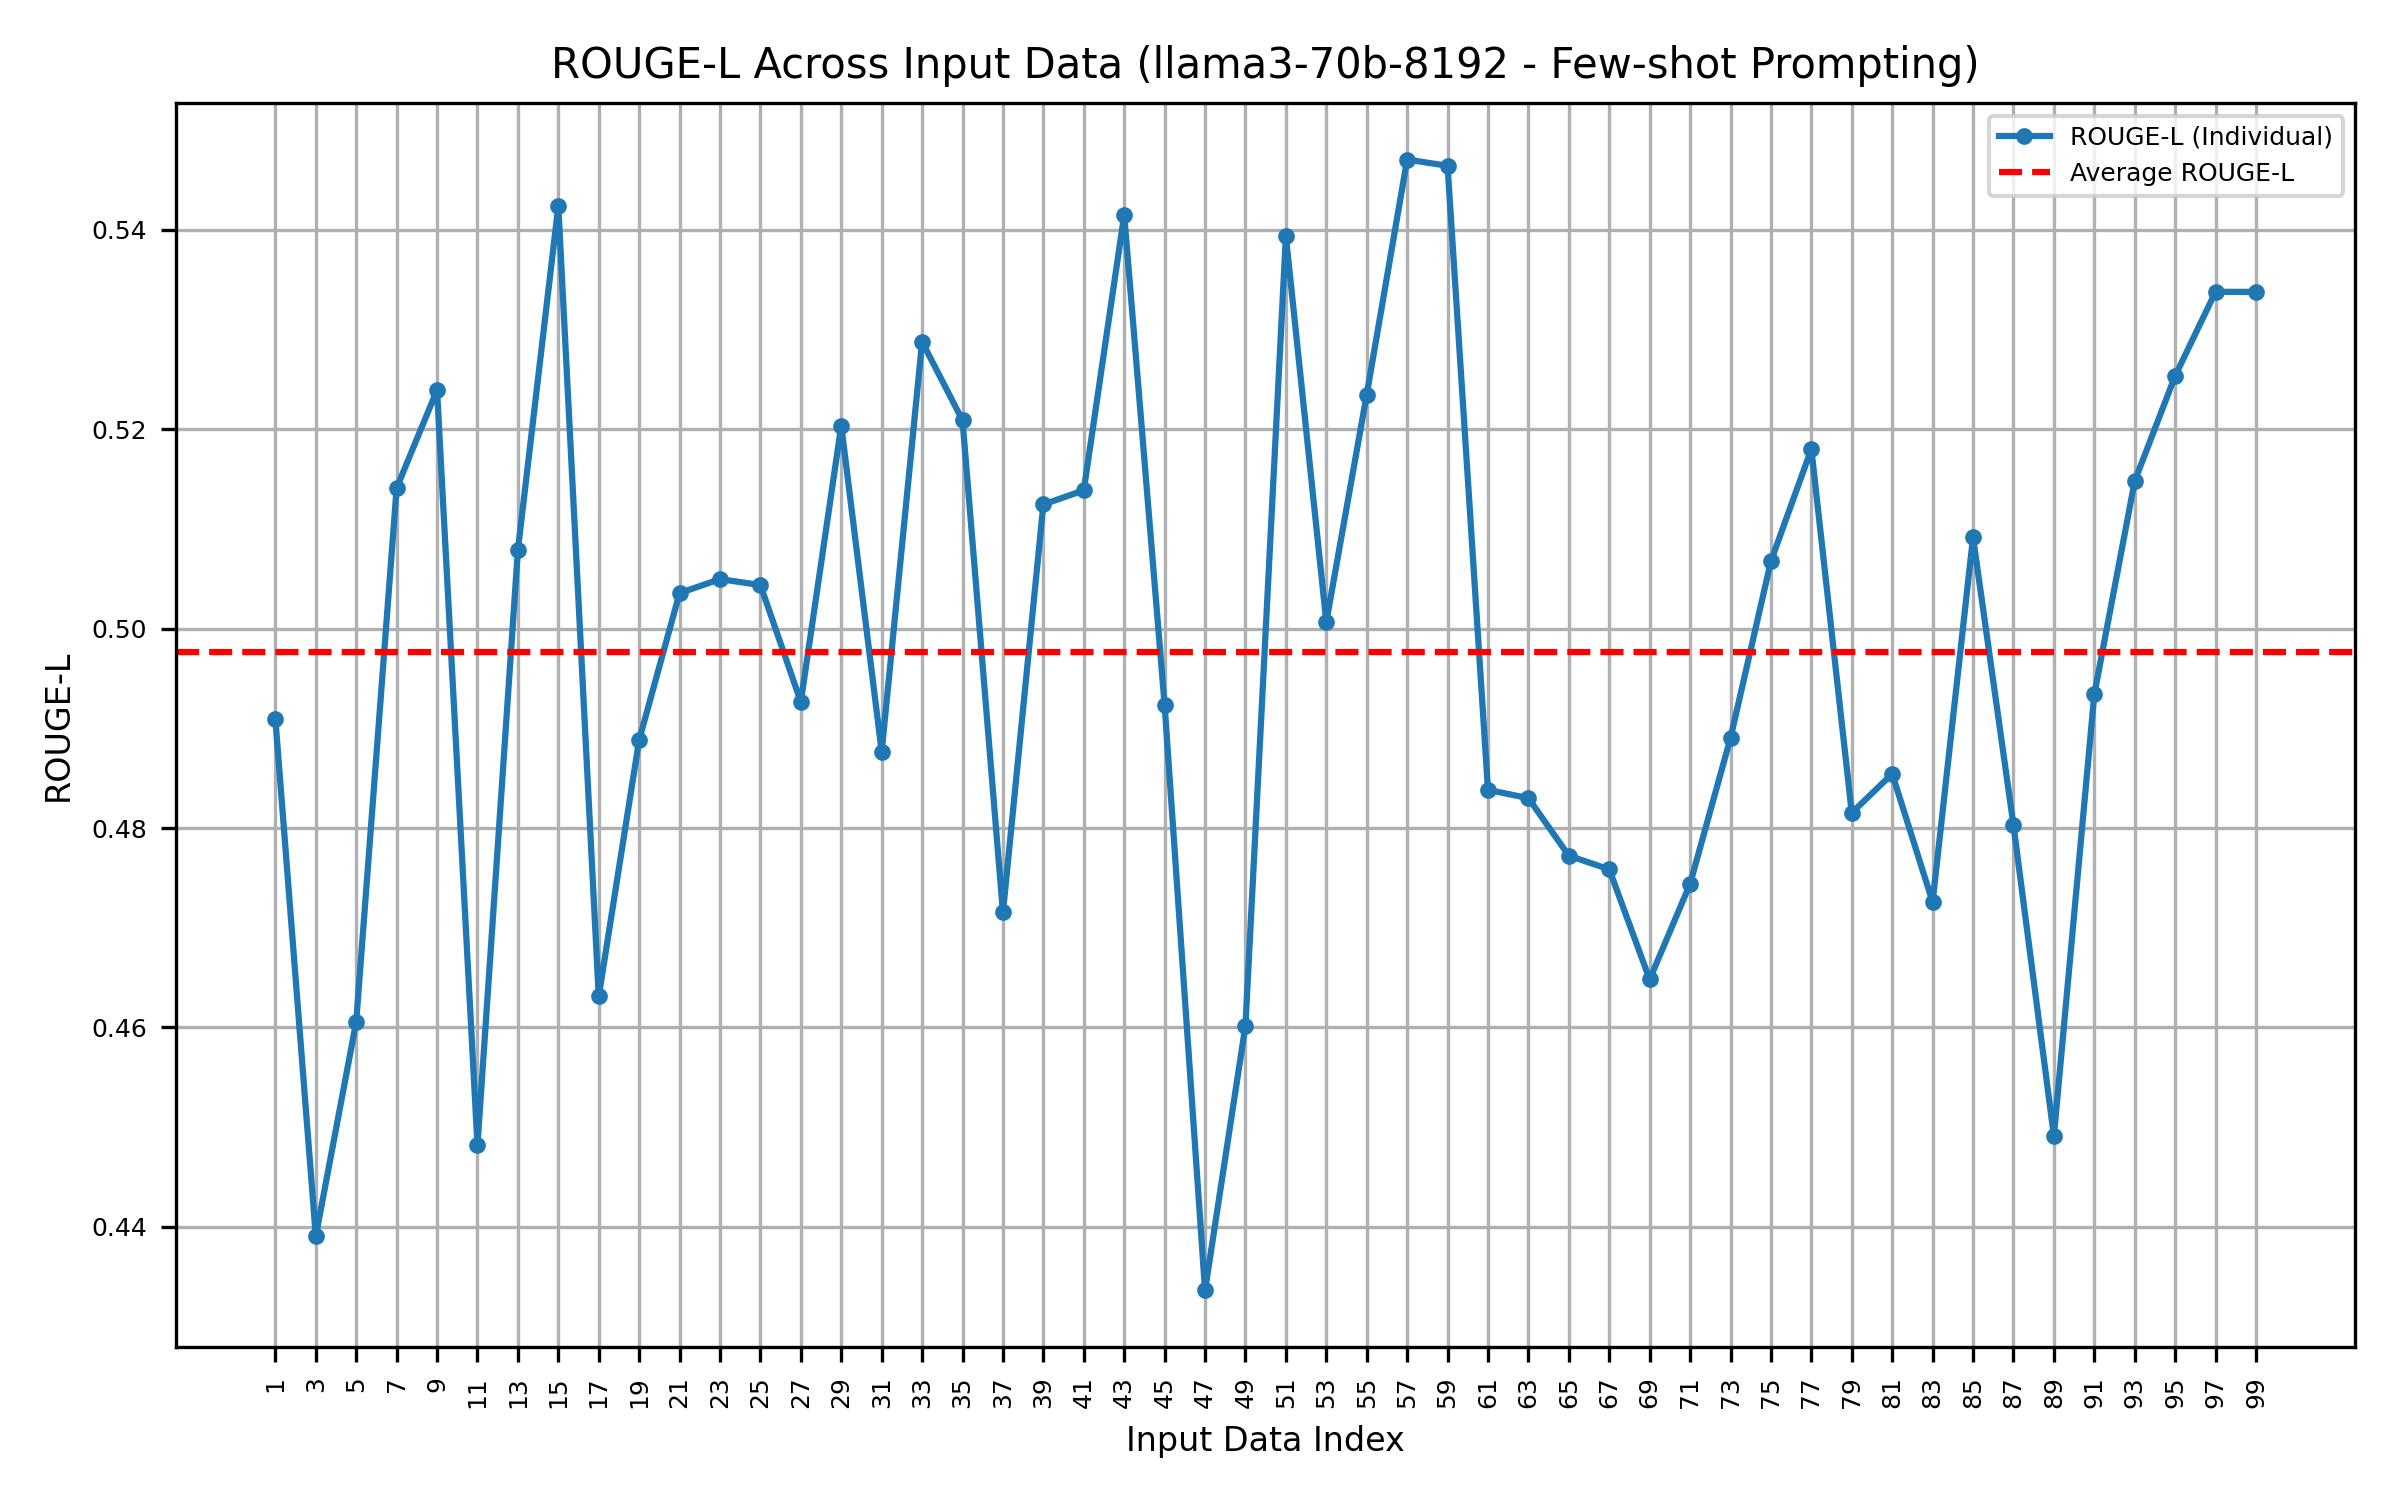 ROUGE-L Across Input Data (llama3-70b-8192 - Few-shot Prompting)
ROUGE-L (Individual)
Average ROUGE-L
0.54
0.52
0.50
0.48
0.46
0.44
ROUGE-L
1 3 5 7 9 11 13 15 17 19 21 23 25 27 29 31 33 35 37 39 41 43 45 47 49 51 53 55 57 59 61 63 65 67 69 71 73 75 77 79 81 83 85 87 89 91 93 95 97 99
Input Data Index